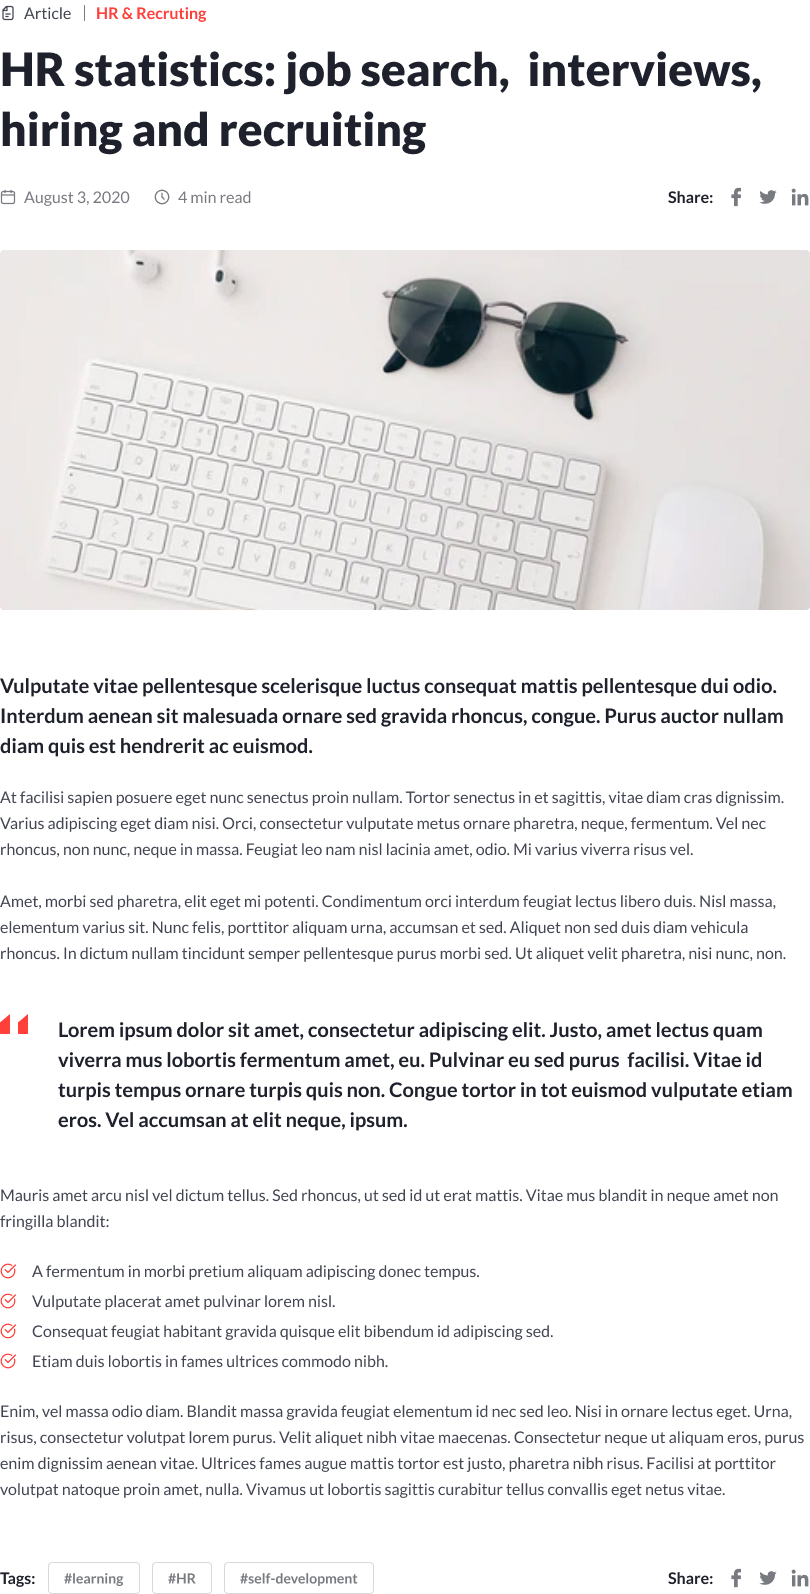 Article | HR & Recruting
HR statistics: job search,  interviews,
hiring and recruiting
August 3, 2020 4 min read Share:
Ray-Ban
Vulputate vitae pellentesque scelerisque luctus consequat mattis pellentesque dui odio.
Interdum aenean sit malesuada ornare sed gravida rhoncus, congue. Purus auctor nullam
diam quis est hendrerit ac euismod.
At facilisi sapien posuere eget nunc senectus proin nullam. Tortor senectus in et sagittis, vitae diam cras dignissim.
Varius adipiscing eget diam nisi. Orci, consectetur vulputate metus ornare pharetra, neque, fermentum. Vel nec
rhoncus, non nunc, neque in massa. Feugiat leo nam nisl lacinia amet, odio. Mi varius viverra risus vel.
Amet, morbi sed pharetra, elit eget mi potenti. Condimentum orci interdum feugiat lectus libero duis. Nisl massa,
elementum varius sit. Nunc felis, porttitor aliquam urna, accumsan et sed. Aliquet non sed duis diam vehicula
rhoncus. In dictum nullam tincidunt semper pellentesque purus morbi sed. Ut aliquet velit pharetra, nisi nunc, non.
Lorem ipsum dolor sit amet, consectetur adipiscing elit. Justo, amet lectus quam
viverra mus lobortis fermentum amet, eu. Pulvinar eu sed purus  facilisi. Vitae id
turpis tempus ornare turpis quis non. Congue tortor in tot euismod vulputate etiam
eros. Vel accumsan at elit neque, ipsum.
Mauris amet arcu nisl vel dictum tellus. Sed rhoncus, ut sed id ut erat mattis. Vitae mus blandit in neque amet non
fringilla blandit:
A fermentum in morbi pretium aliquam adipiscing donec tempus.
Vulputate placerat amet pulvinar lorem nisl.
Consequat feugiat habitant gravida quisque elit bibendum id adipiscing sed.
Etiam duis lobortis in fames ultrices commodo nibh.
Enim, vel massa odio diam. Blandit massa gravida feugiat elementum id nec sed leo. Nisi in ornare lectus eget. Urna,
risus, consectetur volutpat lorem purus. Velit aliquet nibh vitae maecenas. Consectetur neque ut aliquam eros, purus
enim dignissim aenean vitae. Ultrices fames augue mattis tortor est justo, pharetra nibh risus. Facilisi at porttitor
volutpat natoque proin amet, nulla. Vivamus ut lobortis sagittis curabitur tellus convallis eget netus vitae.
Tags: #learning #HR #self-development Share: